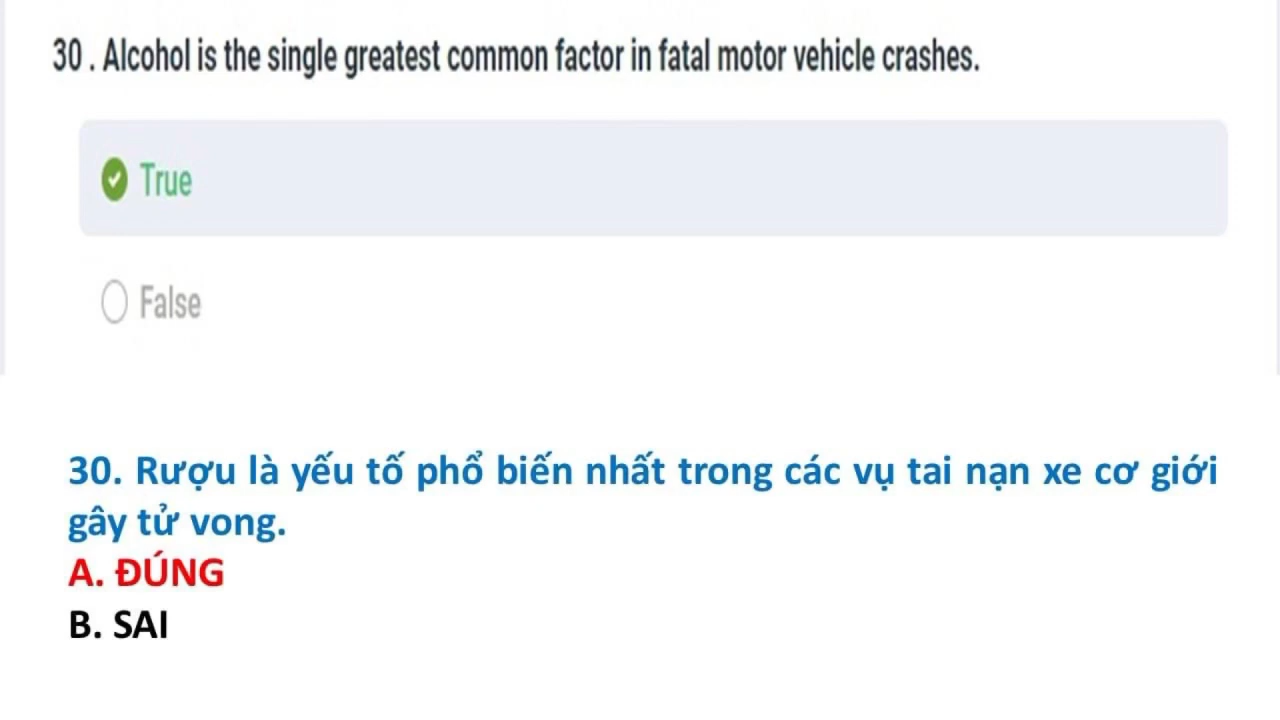 30 . Alcohol is the single greatest common factor in fatal motor vehicle crashes.
True
False
30. Rượu là yếu tố phổ biến nhất trong các vụ tai nạn xe cơ giới
gây tử vong.
A. ĐÚNG
B. SAI